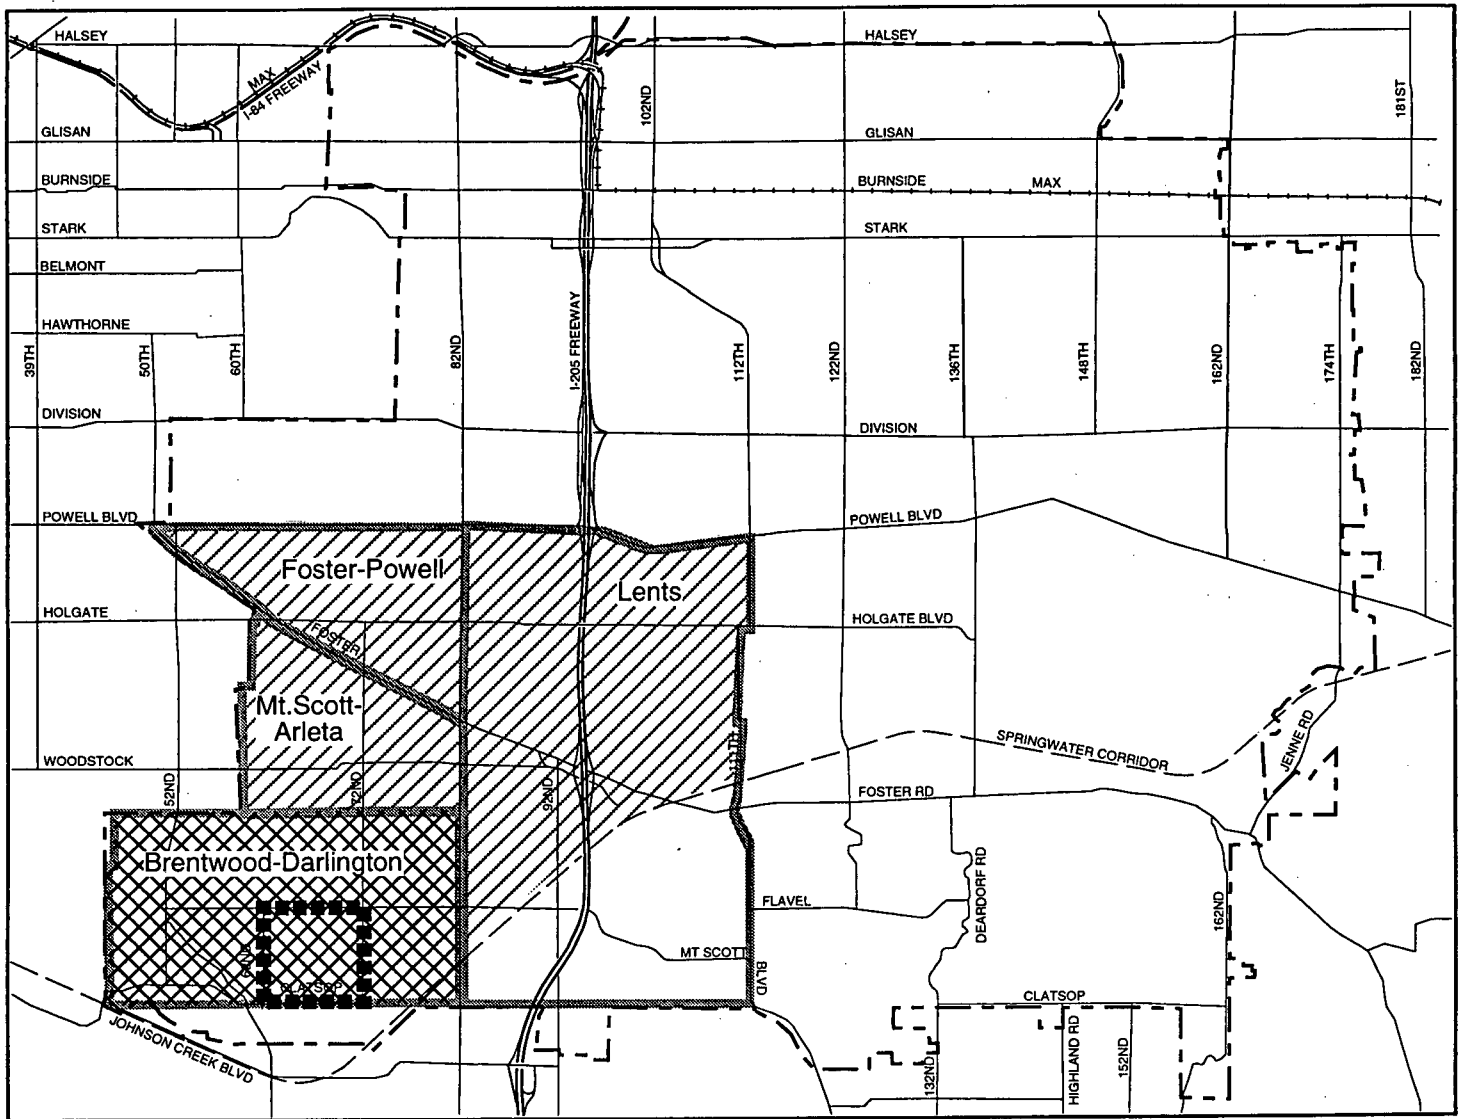 HALSEY
HALSEY
MAX
I-84 FREEWAY
102ND
181ST
GLISAN
GLISAN
BURNSIDE
BURNSIDE
MAX
STARK
STARK
BELMONT
HAWTHORNE
39TH
50TH
60TH
82ND
I-205 FREEWAY
112TH
122ND
136TH
148TH
162ND
174TH
182ND
DIVISION
DIVISION
POWELL BLVD
POWELL BLVD
Foster-Powell
Lents
HOLGATE
HOLGATE BLVD
FOSTER
Mt.Scott-
Arleta
111TH
SPRINGWATER CORRIDOR
JENNE RD
WOODSTOCK
52ND
72ND
92ND
FOSTER RD
Brentwood-Darlington
FLAVEL
DEARDORF RD
162ND
MT SCOTT
BLVD
CLATSOP
CLATSOP
JOHNSON CREEK BLVD
132ND
HIGHLAND RD
152ND